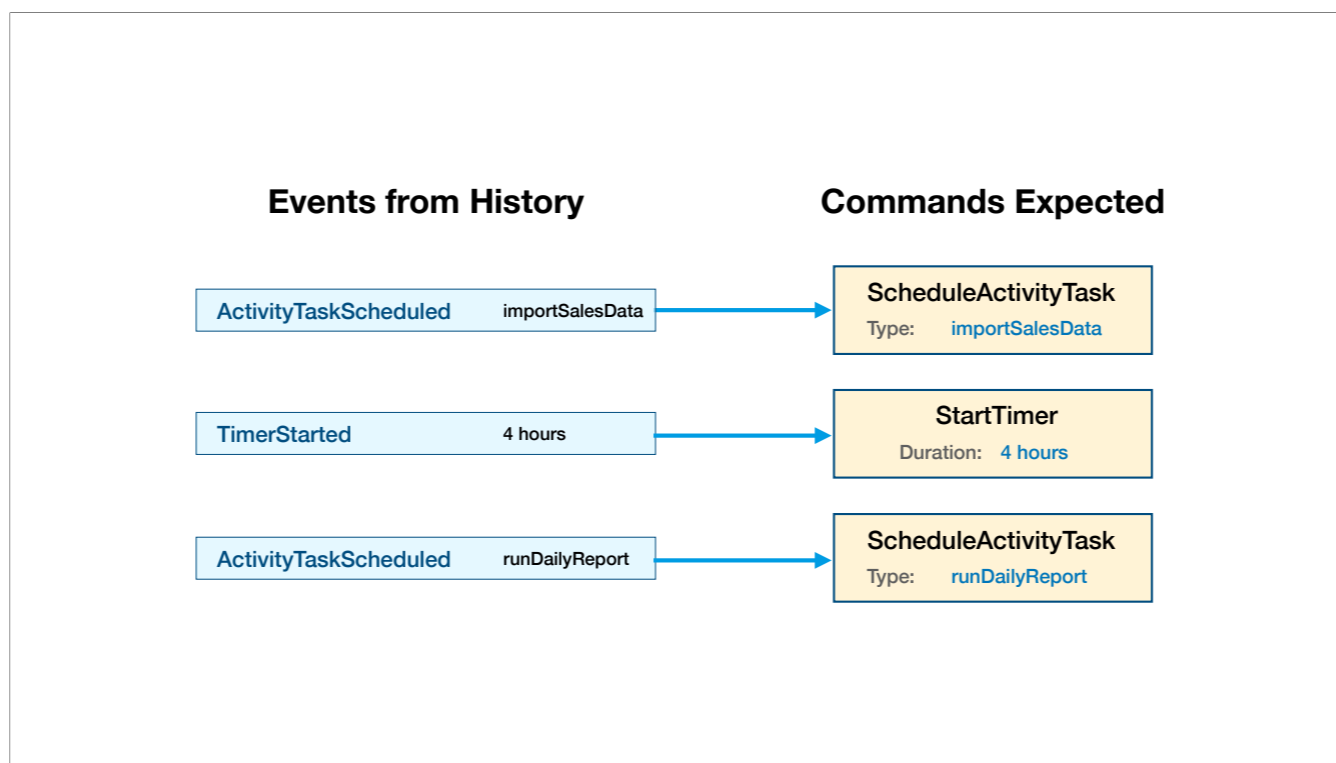 Events from History
Commands Expected
ActivityTaskScheduled importSalesData
ScheduleActivityTask
Type: importSalesData
TimerStarted 4 hours
StartTimer
Duration: 4 hours
ActivityTaskScheduled runDailyReport
ScheduleActivityTask
Type: runDailyReport